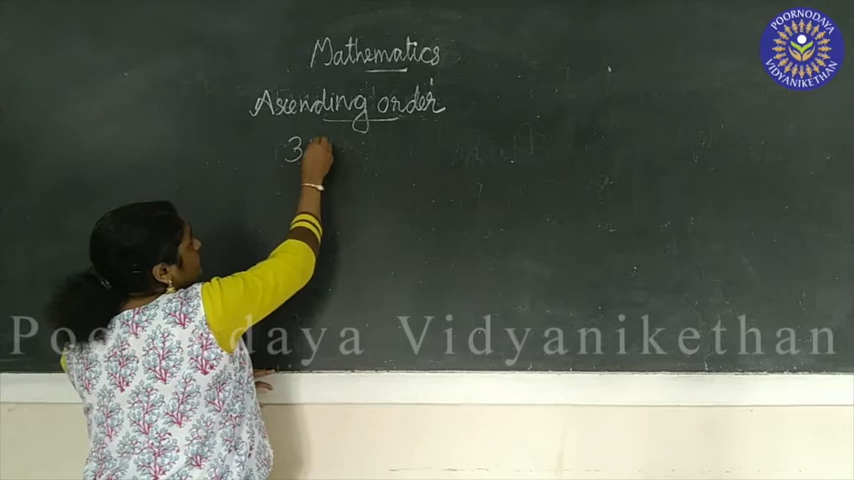 POORNODAYA
VIDYANIKETHAN
Mathematics
Ascending order
3
Poornodaya Vidyanikethan